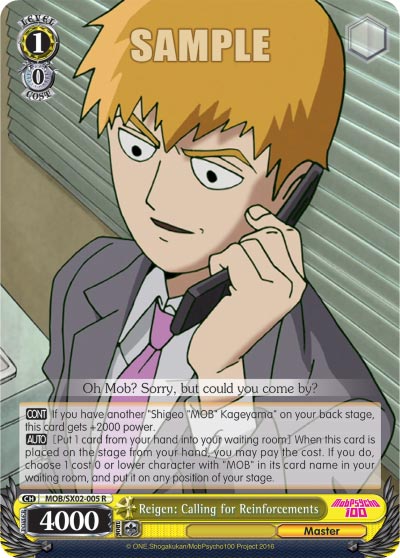 LEVEL
1
0
COST
SAMPLE
Oh Mob? Sorry, but could you come by?
CONT If you have another "Shigeo "MOB" Kageyama" on your back stage,
this card gets +2000 power.
AUTO [Put 1 card from your hand into your waiting room] When this card is
placed on the stage from your hand, you may pay the cost. If you do,
choose 1 cost 0 or lower character with "MOB" in its card name in your
waiting room, and put it on any position of your stage.
CH MOB/SX02-005 R
POWER
4000
Reigen: Calling for Reinforcements
MobPsycho
100
Master
© ONE,Shogakukan/MobPsycho100 Project 2016